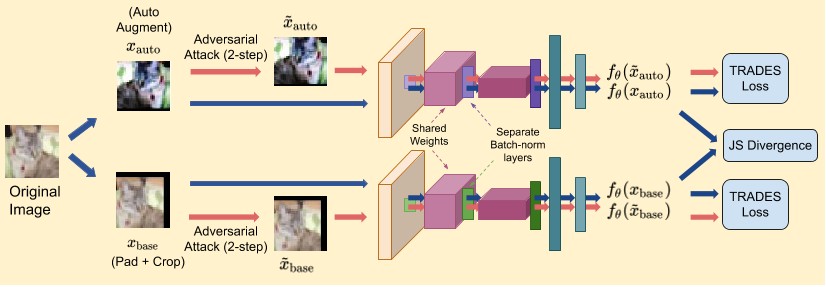 (Auto
Augment)
x_auto
Adversarial
Attack (2-step)
x̃_auto
f_θ(x̃_auto)
f_θ(x_auto)
TRADES
Loss
Original
Image
Shared
Weights
Separate
Batch-norm
layers
JS Divergence
x_base
(Pad + Crop)
Adversarial
Attack (2-step)
x̃_base
f_θ(x_base)
f_θ(x̃_base)
TRADES
Loss